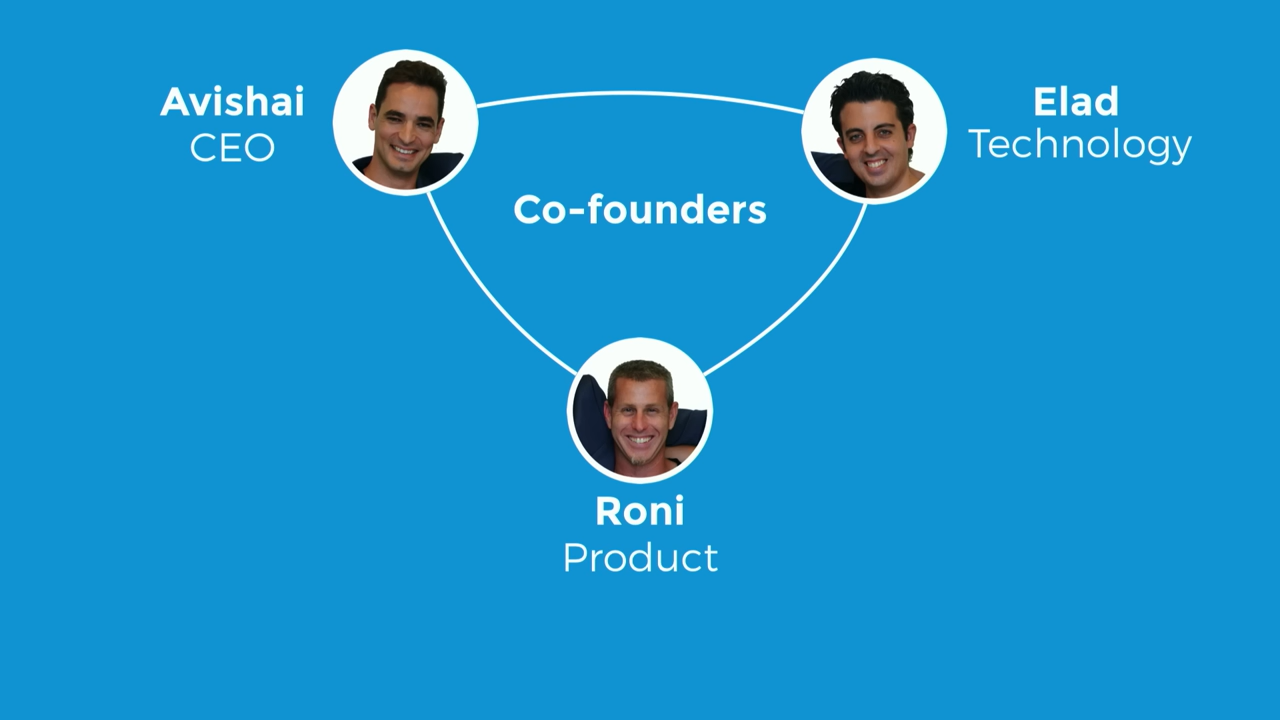 Avishai
CEO
Elad
Technology
Co-founders
Roni
Product